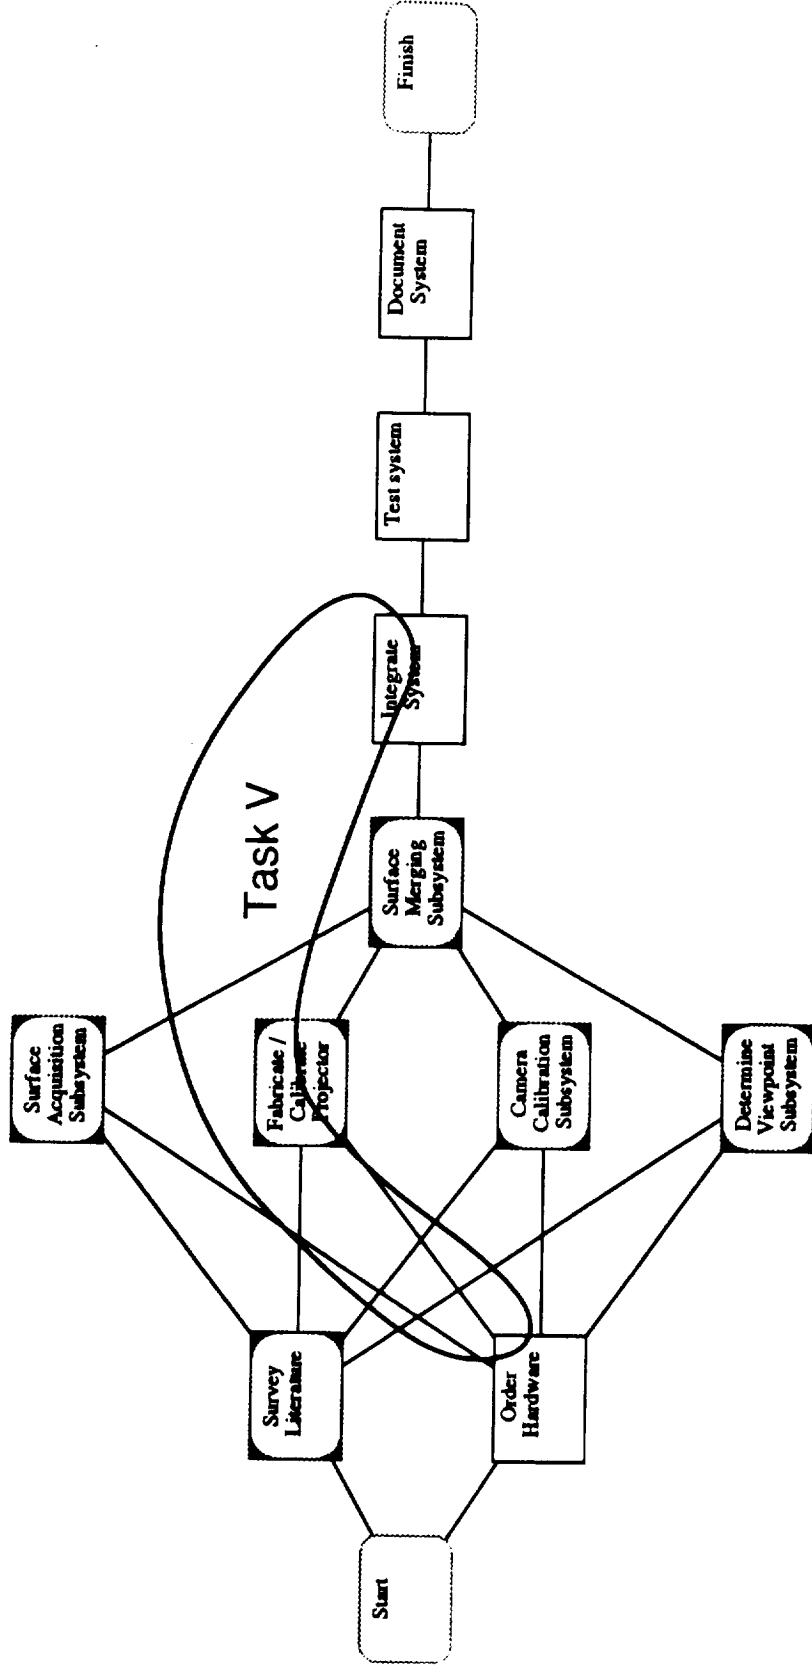 Start
Survey
Literature
Order
Hardware
Surface
Acquisition
Subsystem
Fabricate /
Calibrate
Projector
Camera
Calibration
Subsystem
Determine
Viewpoint
Subsystem
Task V
Surface
Merging
Subsystem
Integrate
System
Test system
Document
System
Finish